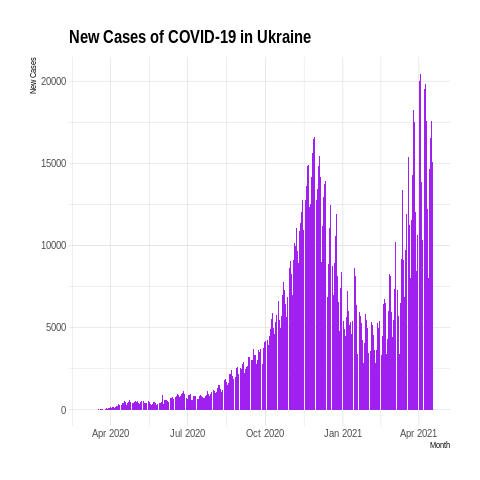 New Cases of COVID-19 in Ukraine
New Cases
20000
15000
10000
5000
0
Apr 2020 Jul 2020 Oct 2020 Jan 2021 Apr 2021
Month